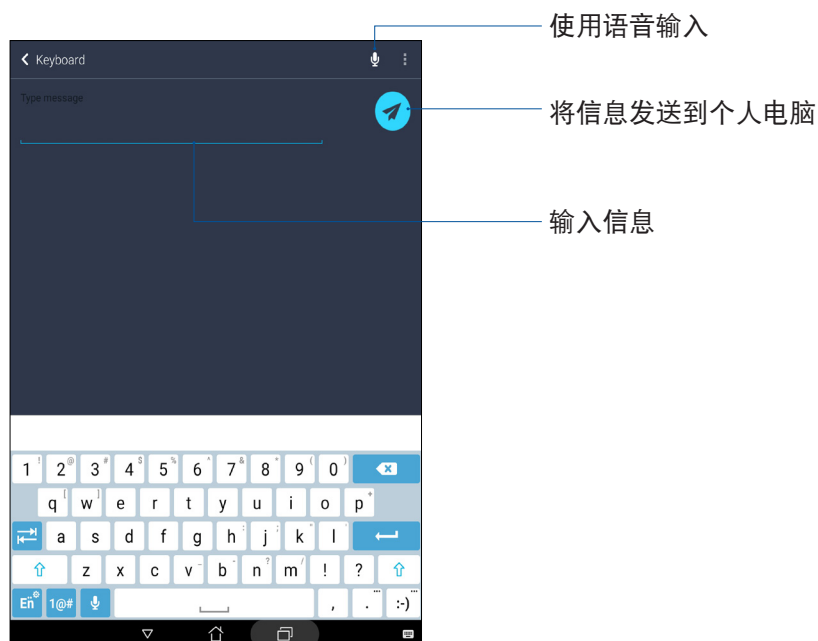 使用语音输入
Keyboard
Type message
将信息发送到个人电脑
输入信息
1 ! 2 @ 3 # 4 $ 5 % 6 ^ 7 & 8 * 9 ( 0 )
q [ w ] e r t y u i o p +
a s d f g h : j ; k " l '
z x c v - b _ n ? m / ! ?
En 1@# , . ... :-) ...